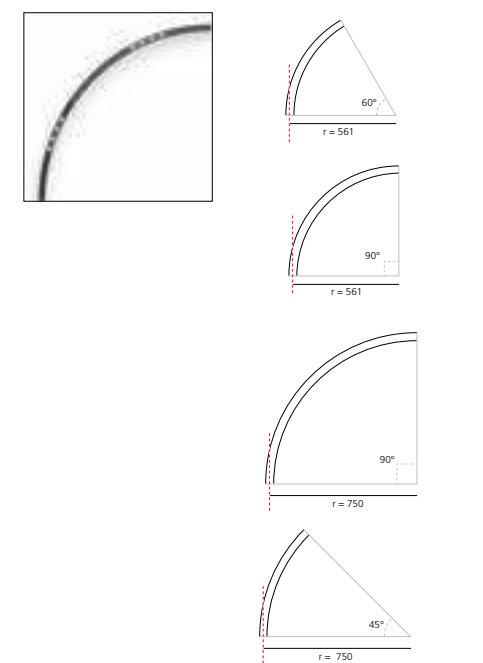 60°
r = 561
90°
r = 561
90°
r = 750
45°
r = 750